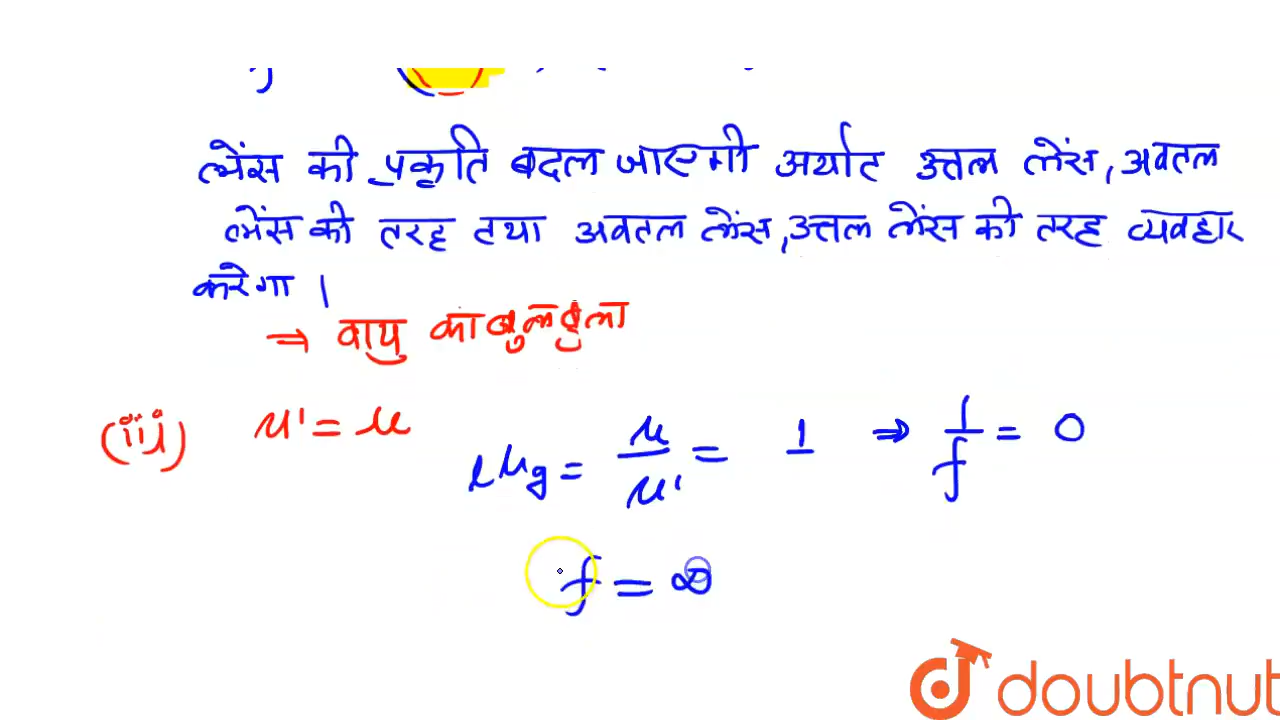 लेंस की प्रकृति बदल जाएगी अर्थात उत्तल लेंस, अवतल
लेंस की तरह तथा अवतल लेंस, उत्तल लेंस की तरह व्यवहार
करेगा ।
⇒ वायु का बुलबुला
(iii) μ' = μ
lμg = μ/μ' = 1 ⇒ 1/f = 0
f = ∞
doubtnut